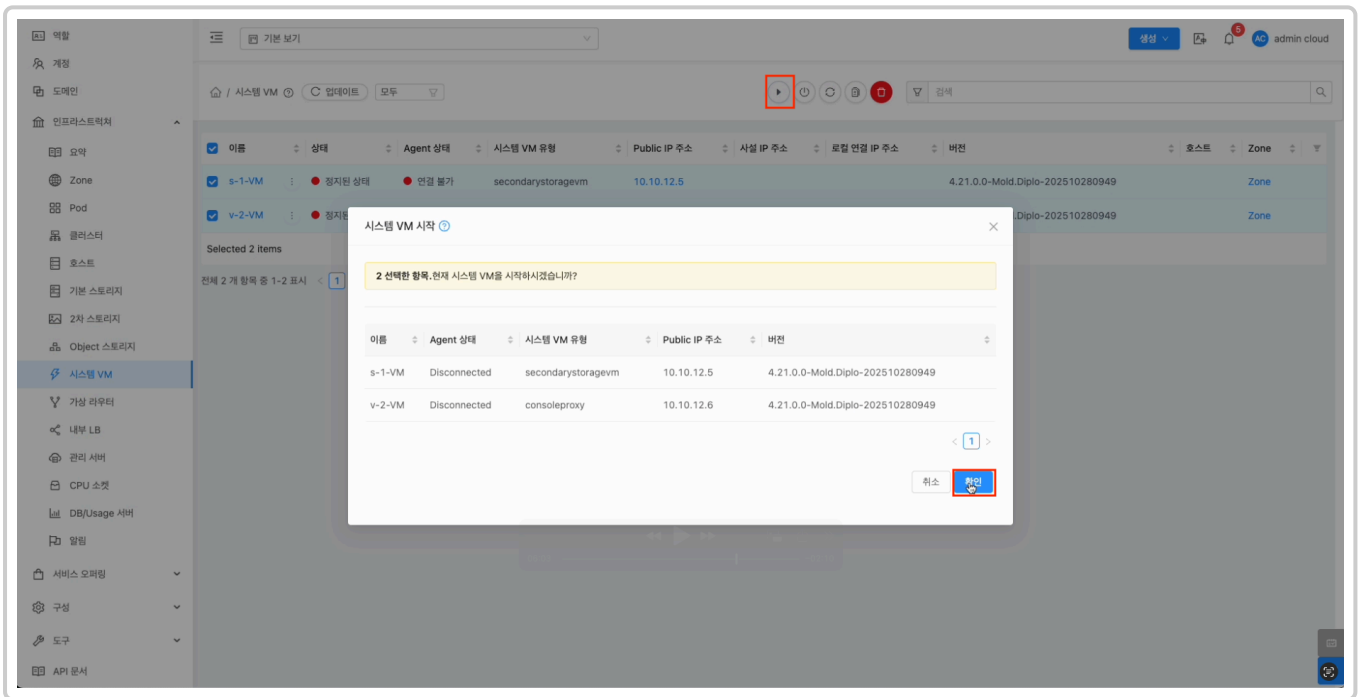 역할
기본 보기
생성
5
AC
admin cloud
계정
도메인
/ 시스템 VM
업데이트
모두
검색
인프라스트럭쳐
이름
상태
Agent 상태
시스템 VM 유형
Public IP 주소
사설 IP 주소
로컬 연결 IP 주소
버전
호스트
Zone
요약
Zone
s-1-VM
정지된 상태
연결 불가
secondarystoragevm
10.10.12.5
4.21.0.0-Mold.Diplo-202510280949
Zone
Pod
v-2-VM
정지된
.Diplo-202510280949
Zone
클러스터
Selected 2 items
호스트
전체 2 개 항목 중 1-2 표시 < 1
기본 스토리지
2차 스토리지
Object 스토리지
시스템 VM
가상 라우터
내부 LB
관리 서버
CPU 소켓
DB/Usage 서버
알림
서비스 오퍼링
구성
도구
API 문서
시스템 VM 시작
2 선택한 항목.현재 시스템 VM을 시작하시겠습니까?
이름
Agent 상태
시스템 VM 유형
Public IP 주소
버전
s-1-VM
Disconnected
secondarystoragevm
10.10.12.5
4.21.0.0-Mold.Diplo-202510280949
v-2-VM
Disconnected
consoleproxy
10.10.12.6
4.21.0.0-Mold.Diplo-202510280949
< 1 >
취소
확인